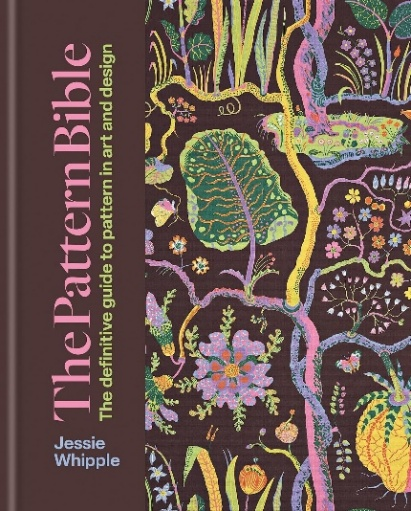 The Pattern Bible
The definitive guide to pattern in art and design
Jessie
Whipple